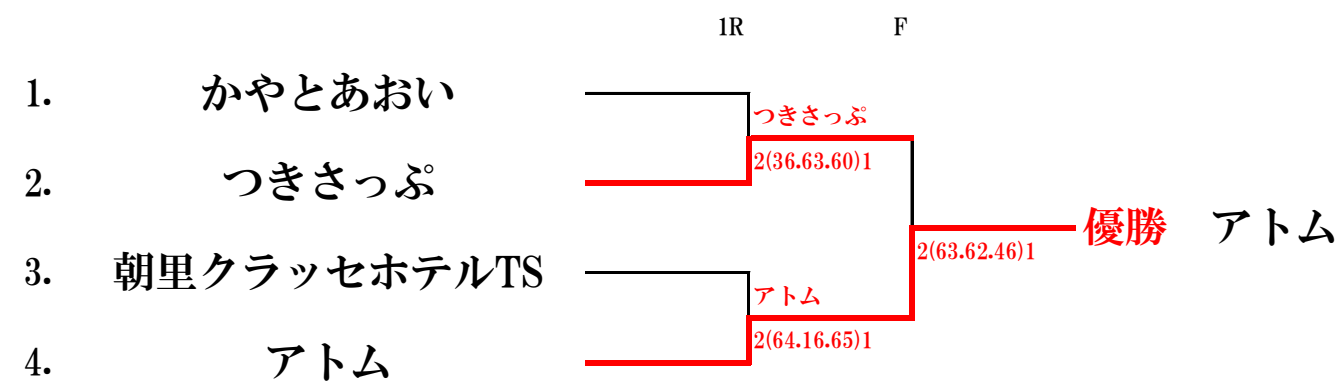 1R F
1. かやとあおい
つきさっぷ
2(36.63.60)1
2. つきさっぷ
優勝 アトム
2(63.62.46)1
3. 朝里クラッセホテルTS
アトム
2(64.16.65)1
4. アトム